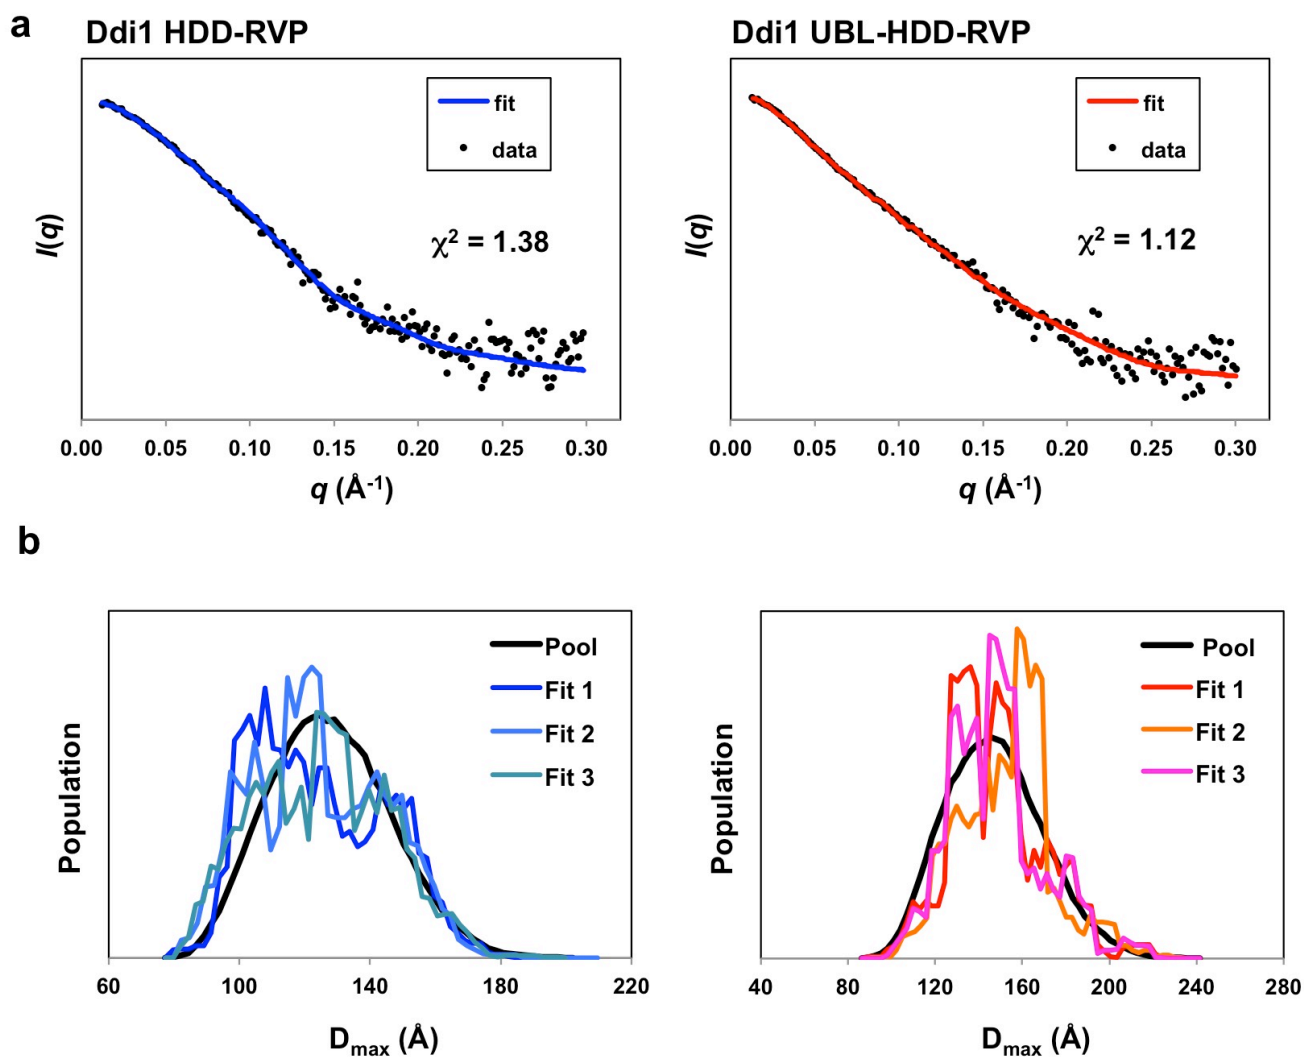 a
Ddi1 HDD-RVP
Ddi1 UBL-HDD-RVP
fit
data
χ² = 1.38
I(q)
0.00 0.05 0.10 0.15 0.20 0.25 0.30
q (Å⁻¹)
fit
data
χ² = 1.12
I(q)
0.00 0.05 0.10 0.15 0.20 0.25 0.30
q (Å⁻¹)
b
Pool
Fit 1
Fit 2
Fit 3
Population
60 100 140 180 220
Dmax (Å)
Pool
Fit 1
Fit 2
Fit 3
Population
40 80 120 160 200 240 280
Dmax (Å)